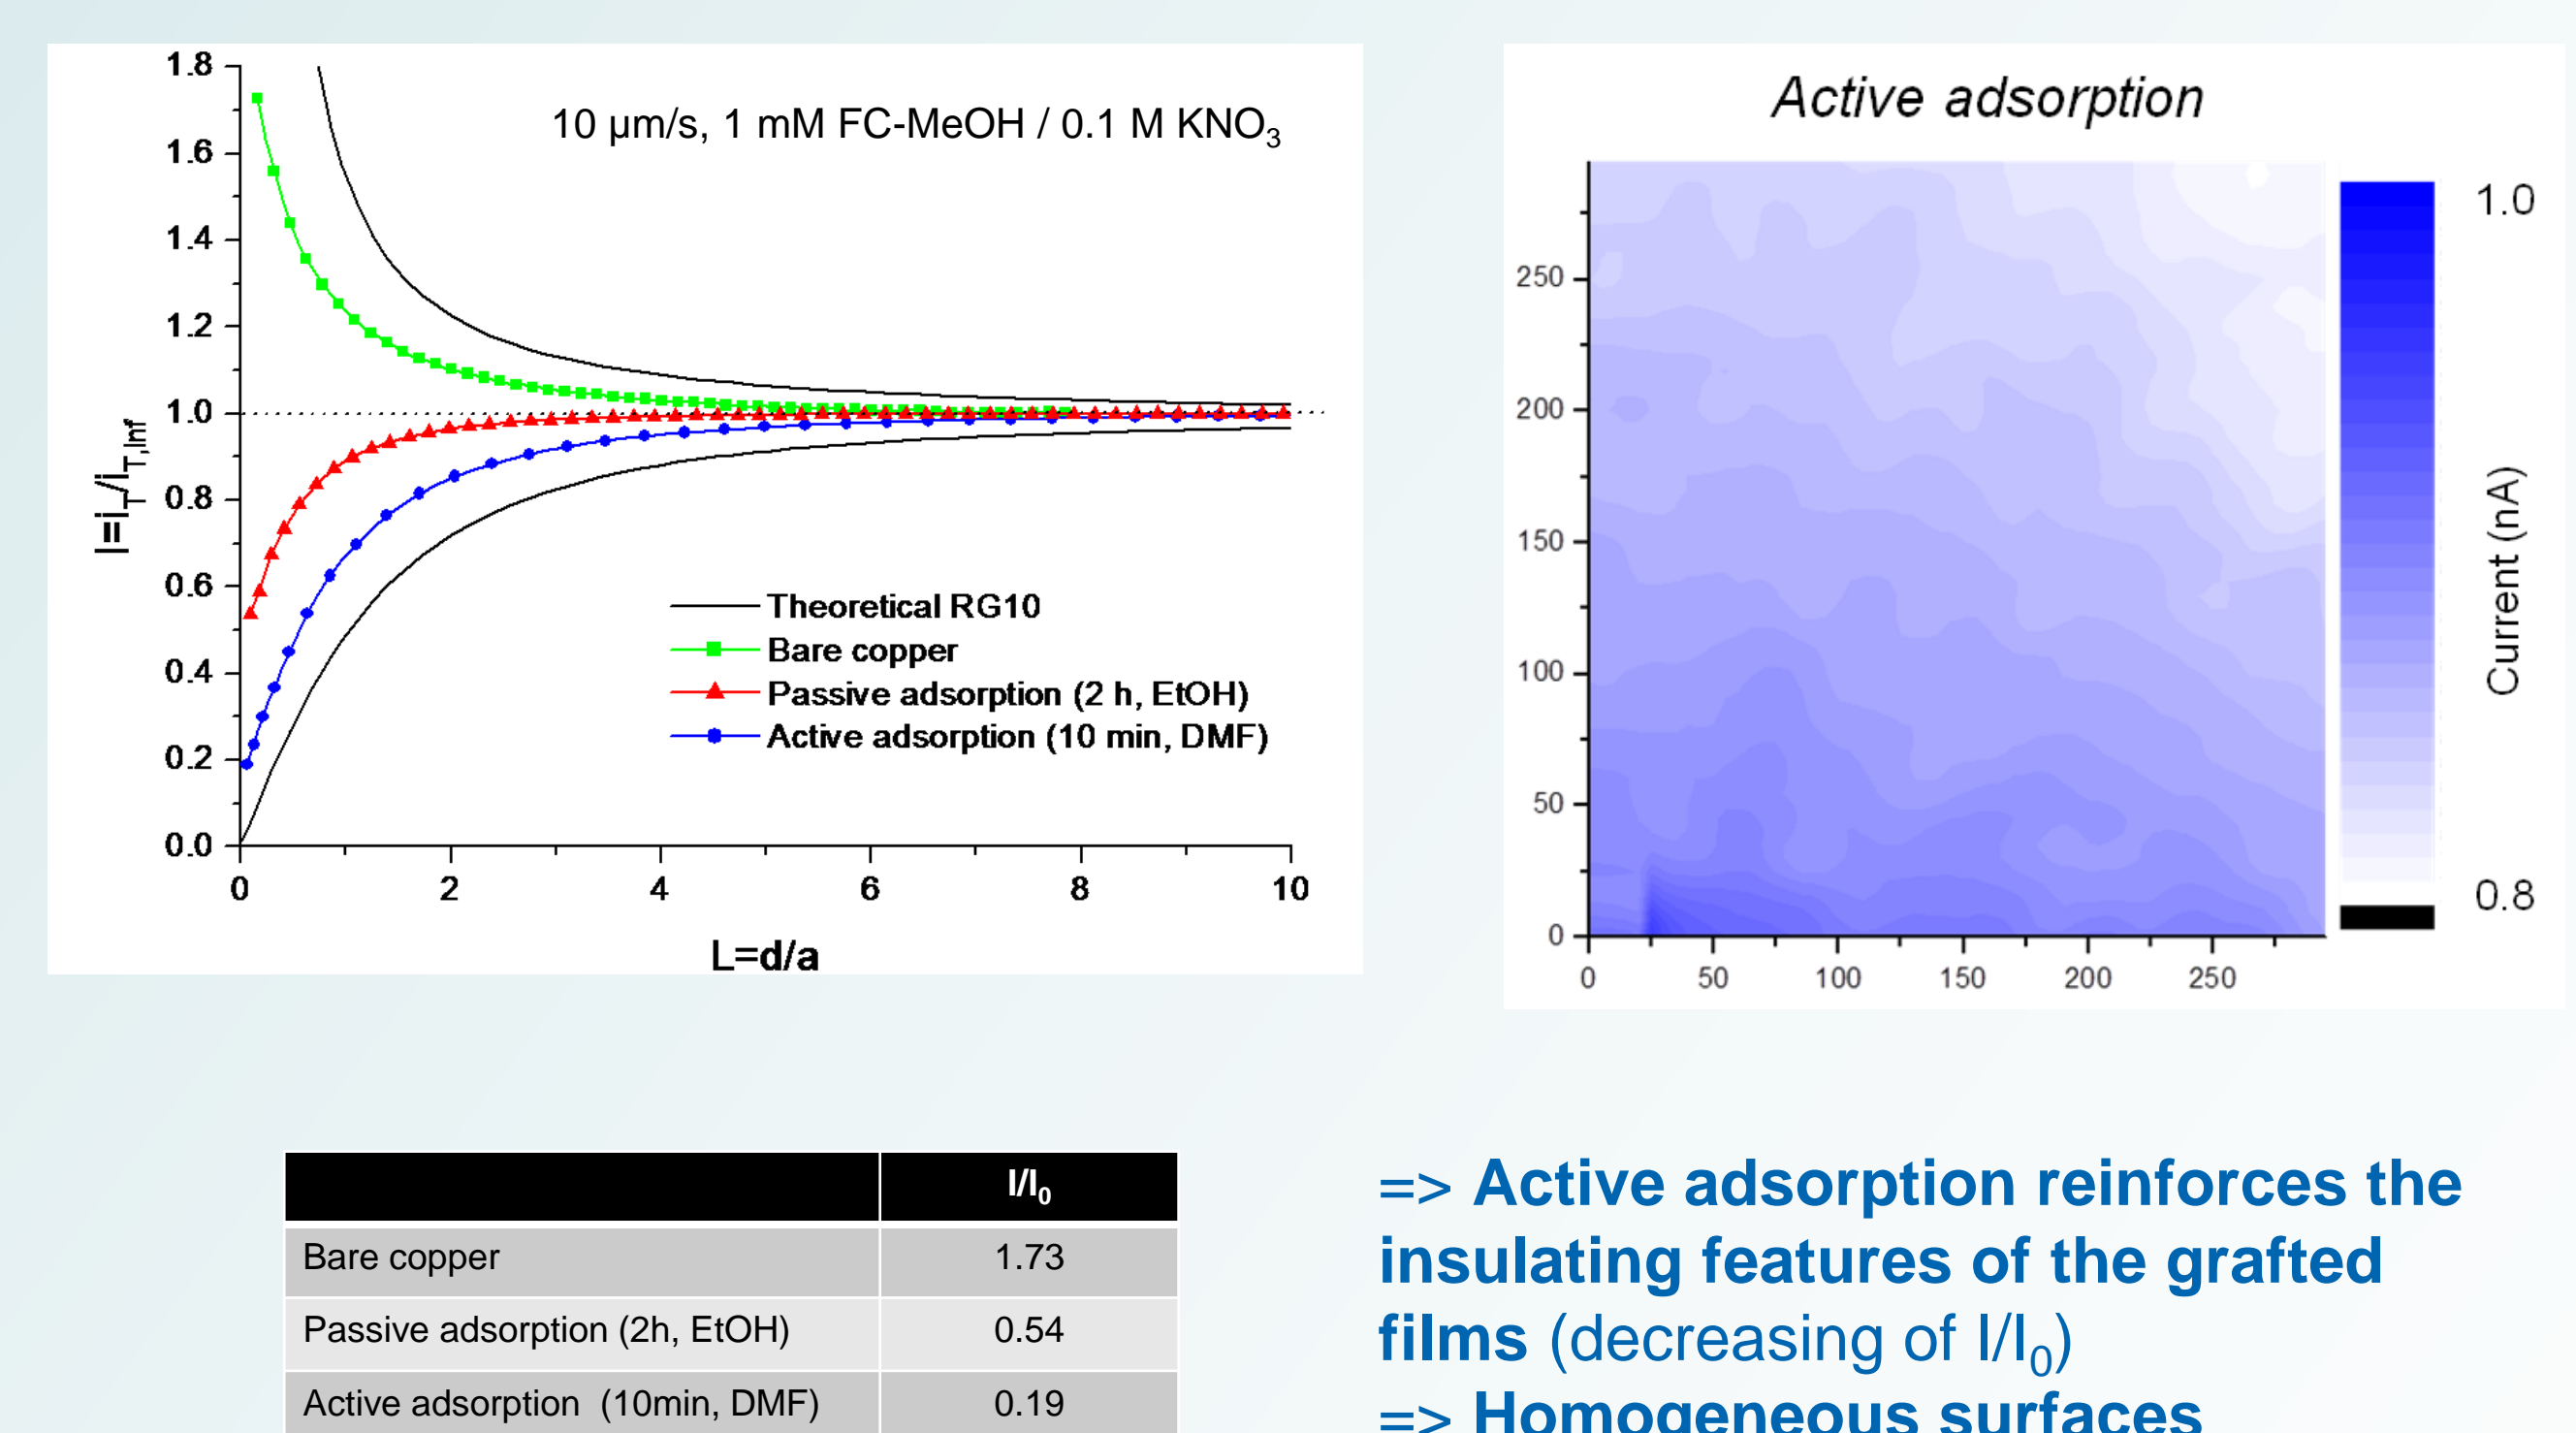 10 µm/s, 1 mM FC-MeOH / 0.1 M KNO3
1.8
1.6
1.4
1.2
1.0
0.8
0.6
0.4
0.2
0.0
I=iT/iT,Inf
Theoretical RG10
Bare copper
Passive adsorption (2 h, EtOH)
Active adsorption (10 min, DMF)
0 2 4 6 8 10
L=d/a
Active adsorption
250
200
150
100
50
0
0 50 100 150 200 250
1.0
Current (nA)
0.8
I/I0
Bare copper 1.73
Passive adsorption (2h, EtOH) 0.54
Active adsorption (10min, DMF) 0.19
=> Active adsorption reinforces the
insulating features of the grafted
films (decreasing of I/I0)
=> Homogeneous surfaces